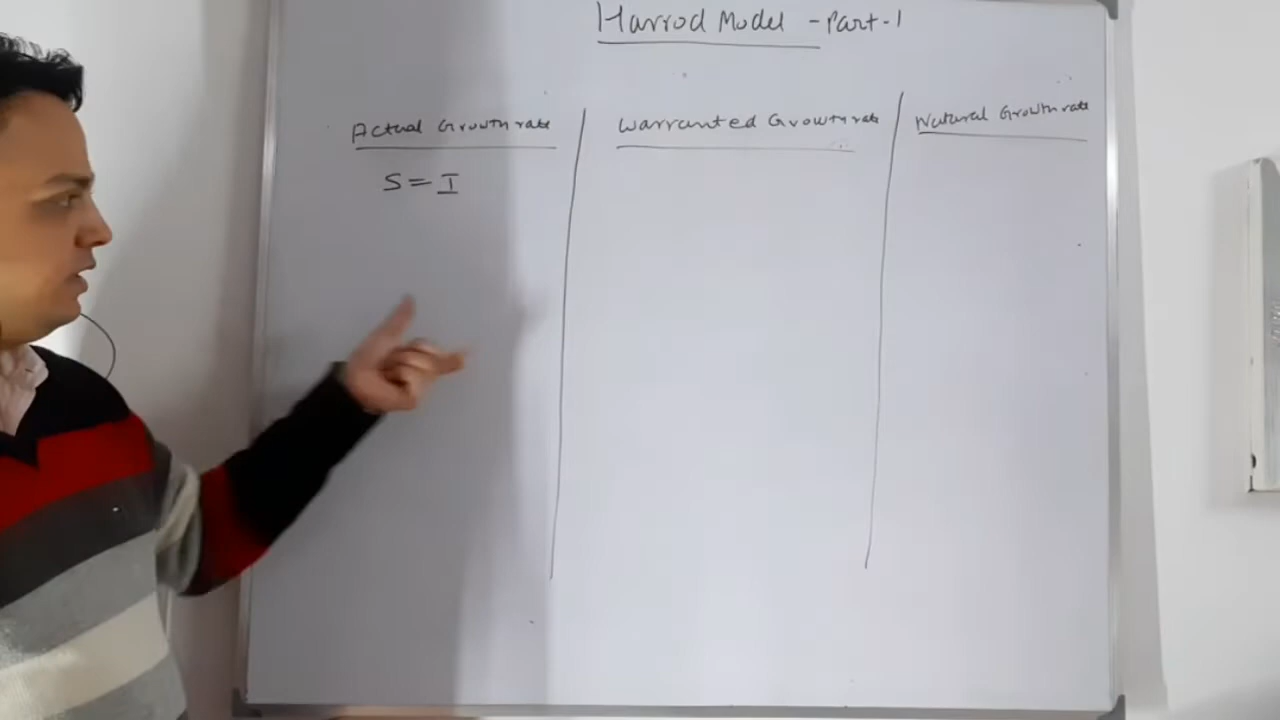 Harrod Model - Part-1
Actual Growth rate
Warranted Growth rate
Natural Growth rate
S = I